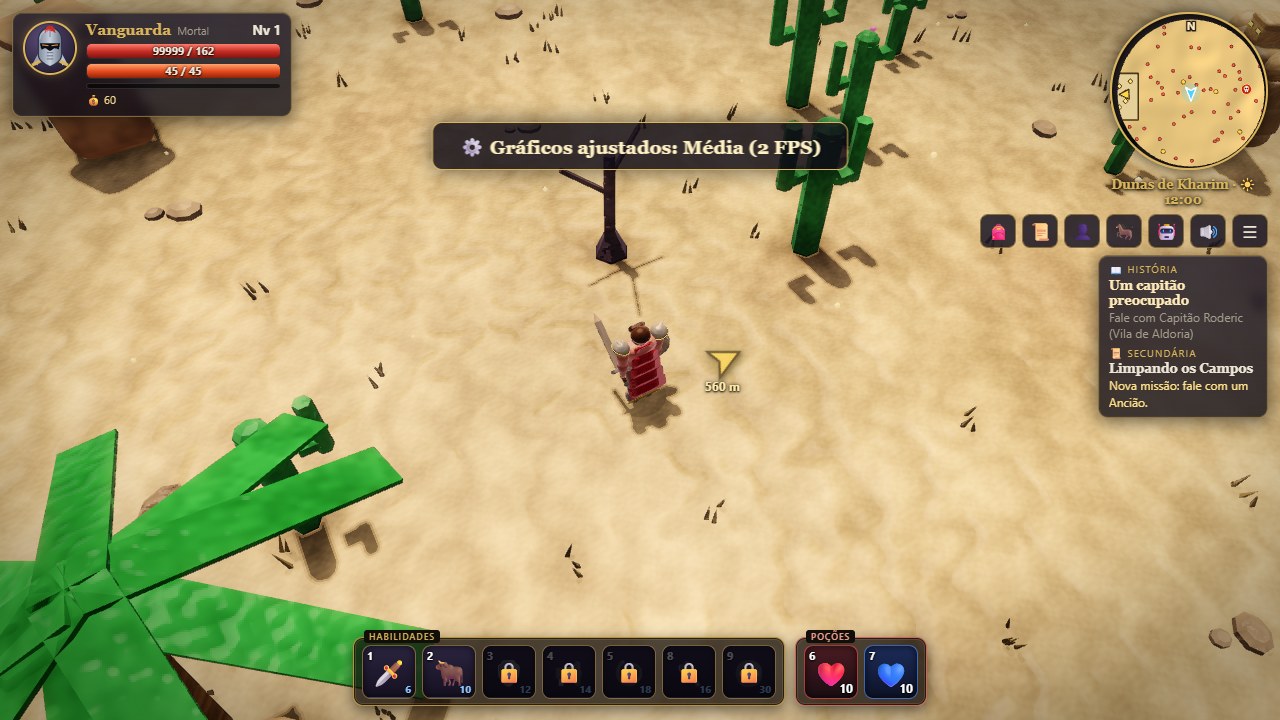 Vanguarda Mortal Nv 1
99999 / 162
45 / 45
60
N
Gráficos ajustados: Média (2 FPS)
Dunas de Kharim ·
12:00
HISTÓRIA
Um capitão
preocupado
Fale com Capitão Roderic
(Vila de Aldoria)
SECUNDÁRIA
Limpando os Campos
Nova missão: fale com um
Ancião.
560 m
HABILIDADES
1 6
2 10
3 12
4 14
5 18
8 16
9 30
POÇÕES
6 10
7 10